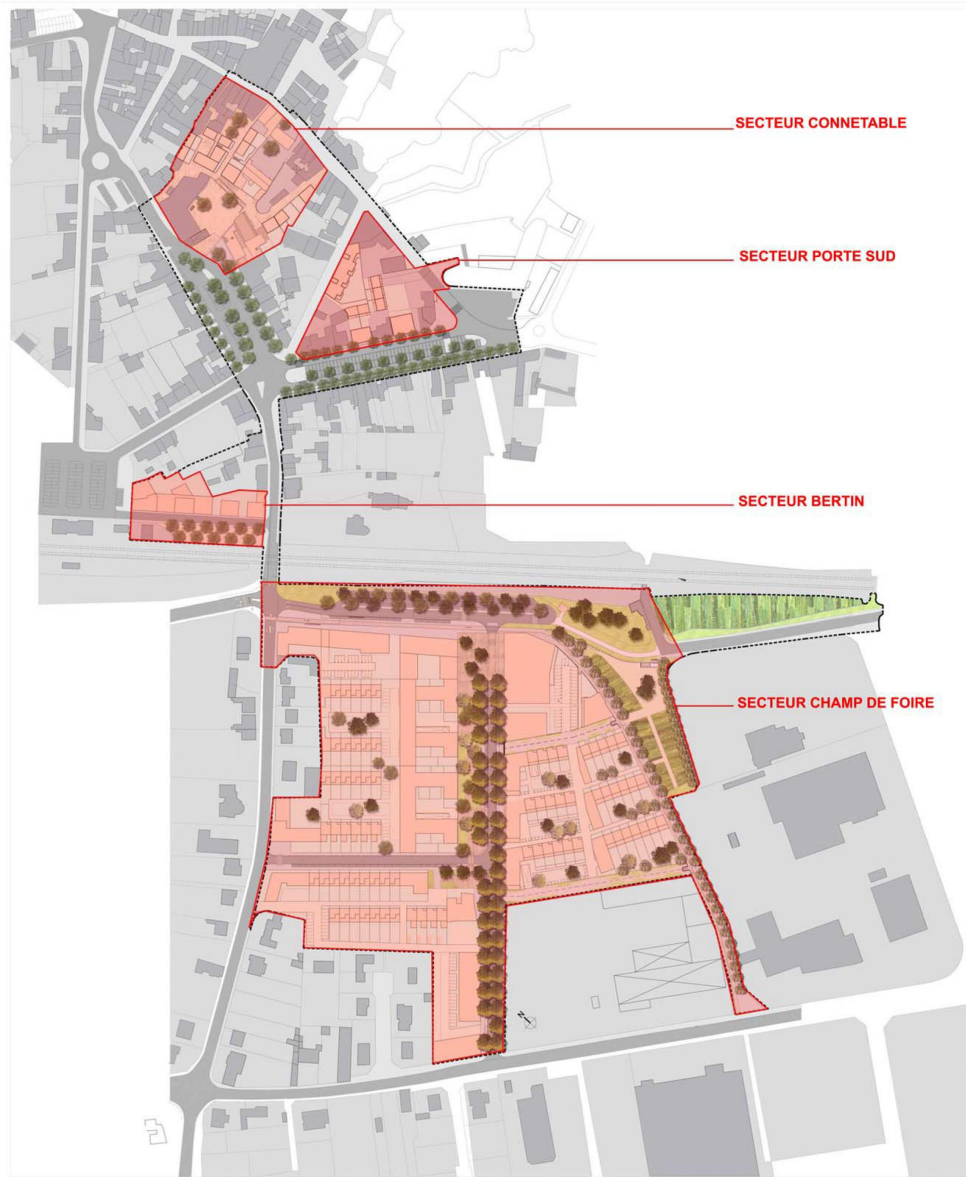 SECTEUR CONNETABLE
SECTEUR PORTE SUD
SECTEUR BERTIN
SECTEUR CHAMP DE FOIRE
N